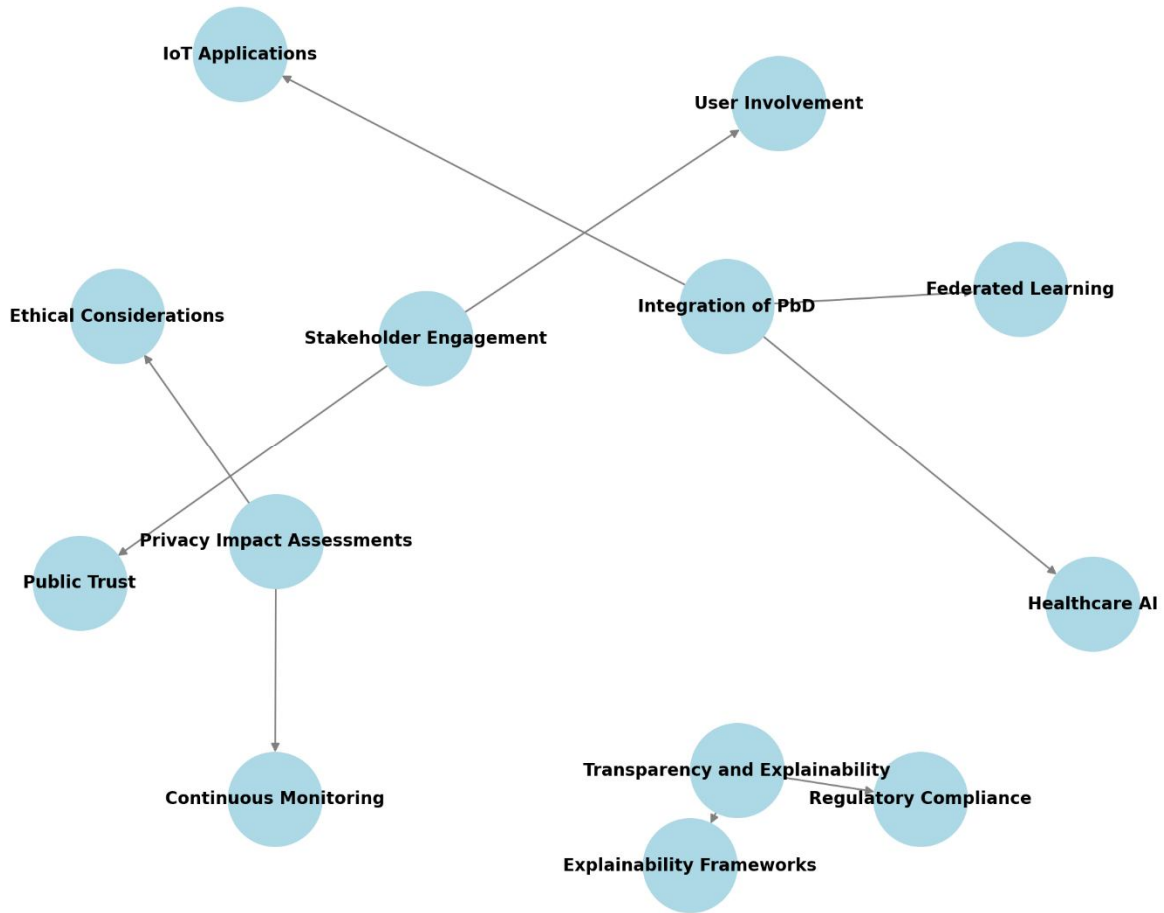 IoT Applications
User Involvement
Federated Learning
Integration of PbD
Ethical Considerations
Stakeholder Engagement
Privacy Impact Assessments
Public Trust
Healthcare AI
Transparency and Explainability
Continuous Monitoring
Regulatory Compliance
Explainability Frameworks